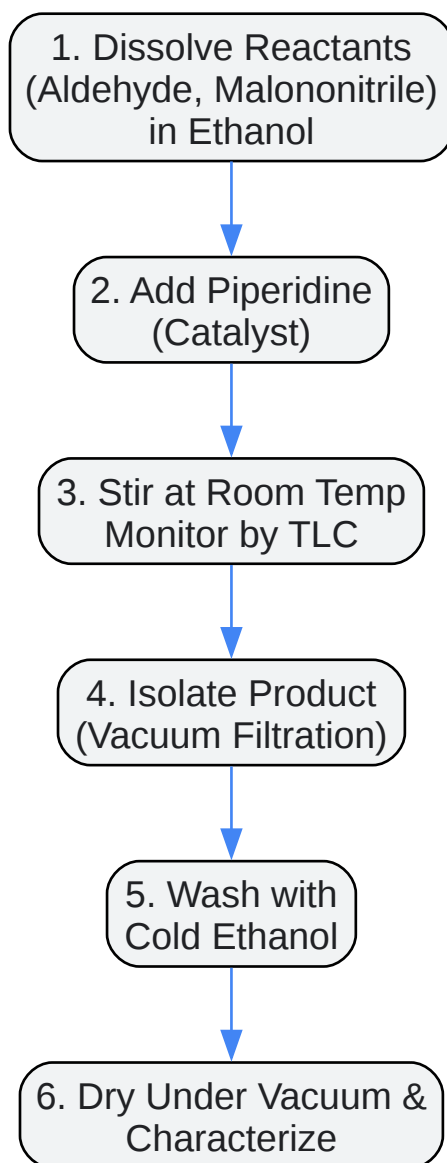 1. Dissolve Reactants
(Aldehyde, Malononitrile)
in Ethanol
2. Add Piperidine
(Catalyst)
3. Stir at Room Temp
Monitor by TLC
4. Isolate Product
(Vacuum Filtration)
5. Wash with
Cold Ethanol
6. Dry Under Vacuum &
Characterize